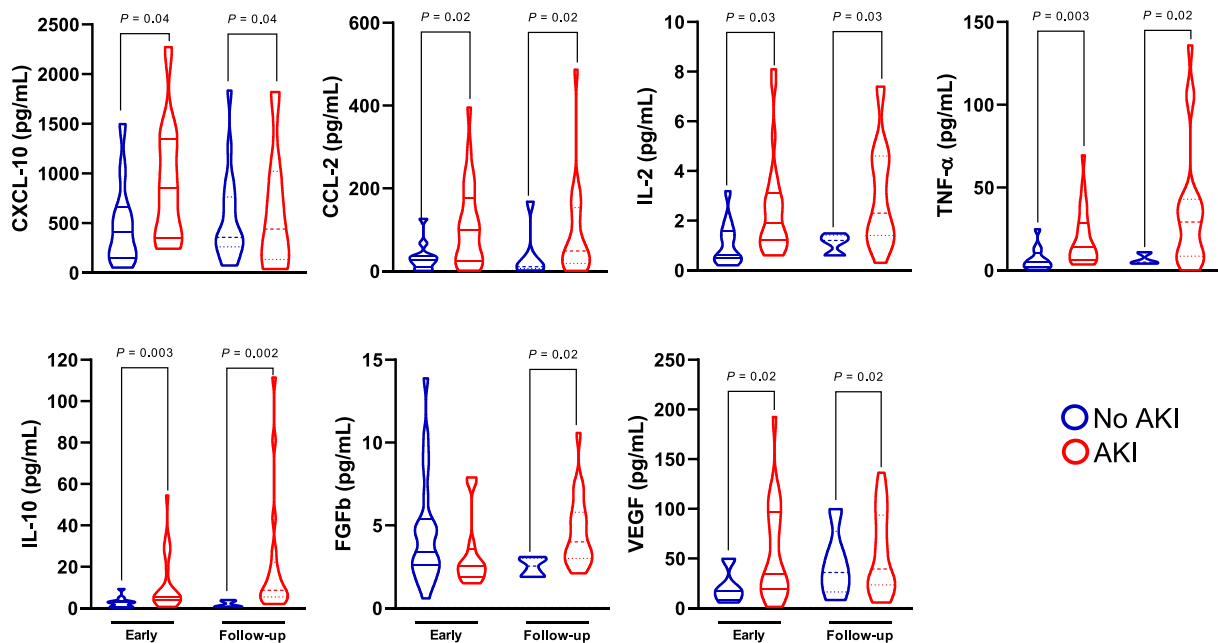 P = 0.04
P = 0.04
CXCL-10 (pg/mL)
2500
2000
1500
1000
500
0
P = 0.02
P = 0.02
CCL-2 (pg/mL)
600
400
200
0
P = 0.03
P = 0.03
IL-2 (pg/mL)
10
8
6
4
2
0
P = 0.003
P = 0.02
TNF-α (pg/mL)
150
100
50
0
P = 0.003
P = 0.002
IL-10 (pg/mL)
120
100
80
60
40
20
0
Early
Follow-up
P = 0.02
FGFb (pg/mL)
15
10
5
0
Early
Follow-up
P = 0.02
P = 0.02
VEGF (pg/mL)
250
200
150
100
50
0
Early
Follow-up
No AKI
AKI